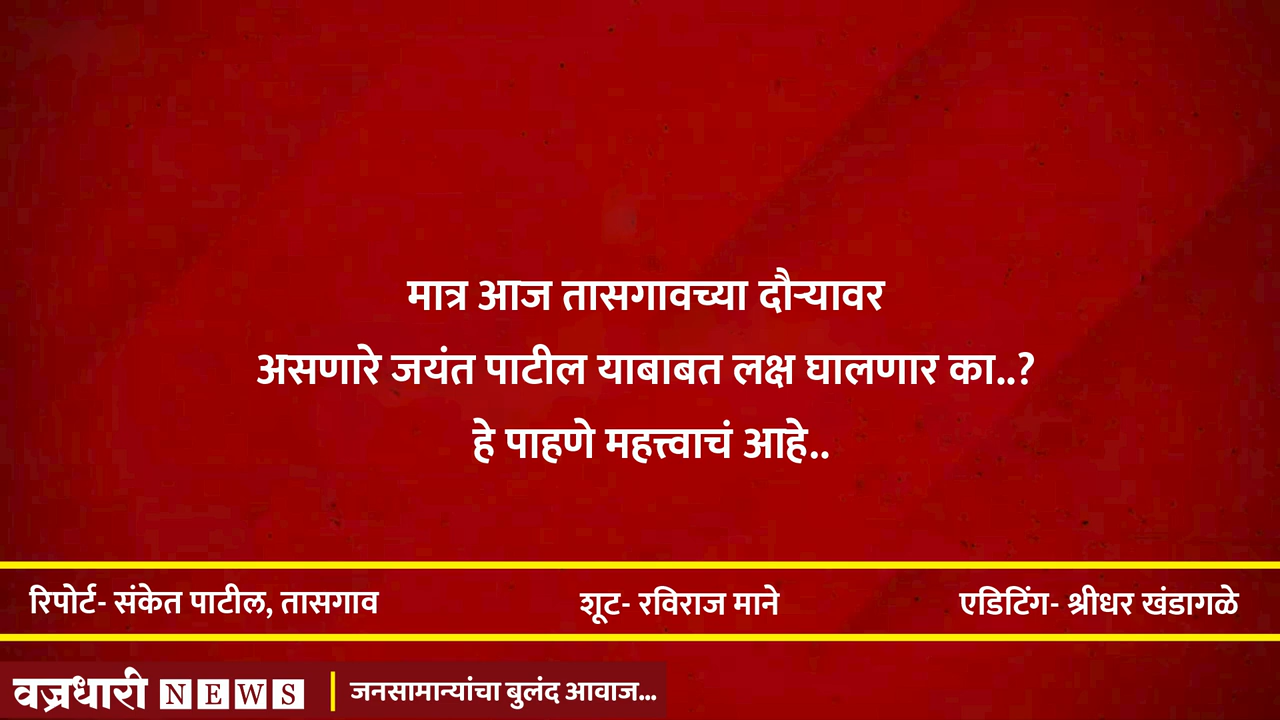 मात्र आज तासगावच्या दौऱ्यावर
असणारे जयंत पाटील याबाबत लक्ष घालणार का..?
हे पाहणे महत्त्वाचं आहे..
रिपोर्ट- संकेत पाटील, तासगाव शूट- रविराज माने एडिटिंग- श्रीधर खंडागळे
वज्रधारी NEWS जनसामान्यांचा बुलंद आवाज...